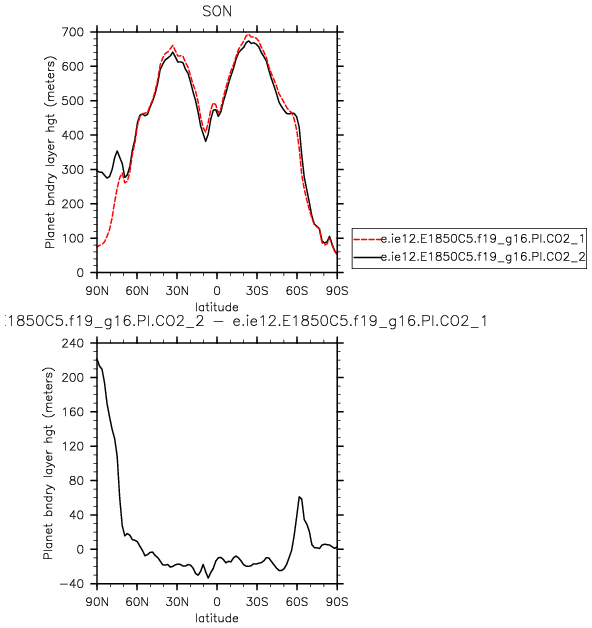 SON
Planet bndry layer hgt (meters)
700
600
500
400
300
200
100
0
90N 60N 30N 0 30S 60S 90S
latitude
e.ie12.E1850C5.f19_g16.PI.CO2_1
e.ie12.E1850C5.f19_g16.PI.CO2_2
.1850C5.f19_g16.PI.CO2_2 – e.ie12.E1850C5.f19_g16.PI.CO2_1
Planet bndry layer hgt (meters)
240
200
160
120
80
40
0
−40
90N 60N 30N 0 30S 60S 90S
latitude